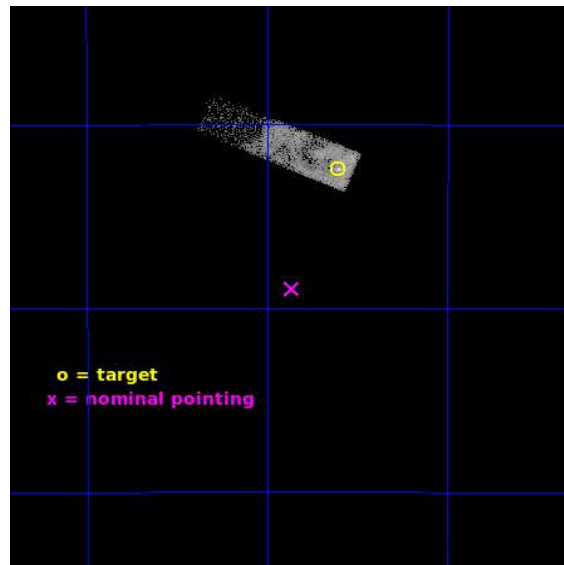 o = target
x = nominal pointing